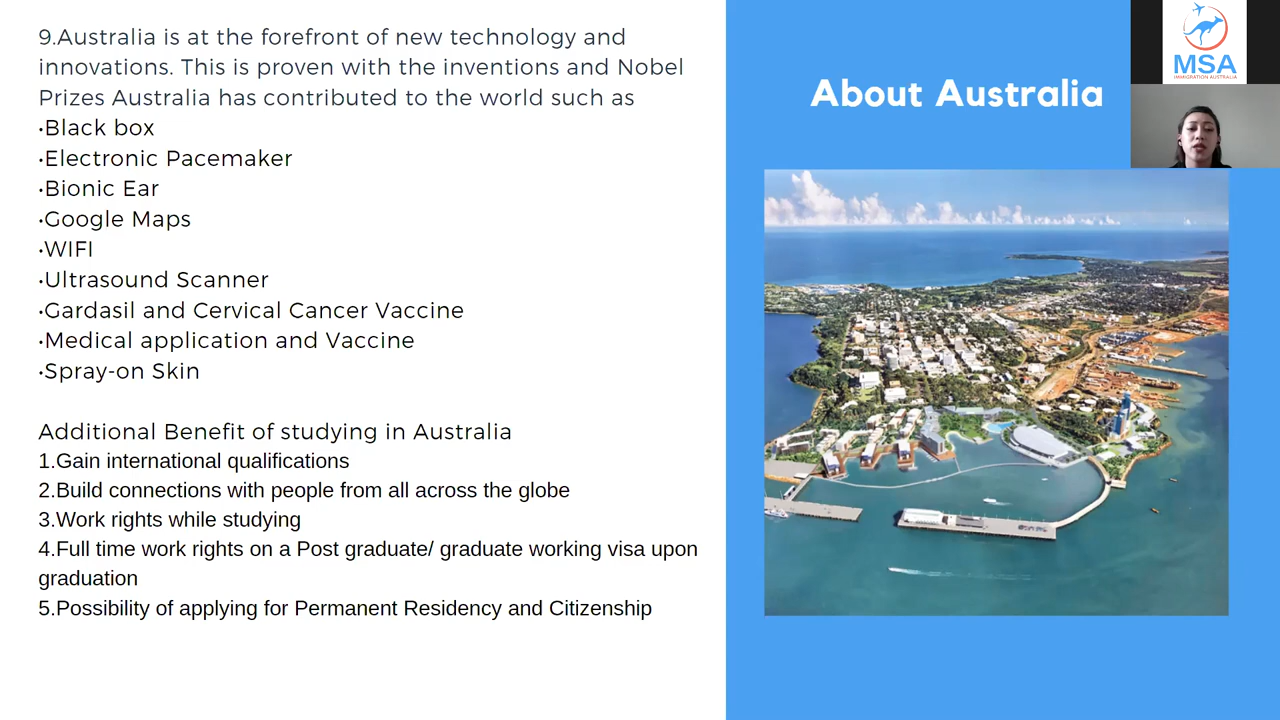 9.Australia is at the forefront of new technology and
innovations. This is proven with the inventions and Nobel
Prizes Australia has contributed to the world such as
•Black box
•Electronic Pacemaker
•Bionic Ear
•Google Maps
•WIFI
•Ultrasound Scanner
•Gardasil and Cervical Cancer Vaccine
•Medical application and Vaccine
•Spray-on Skin
Additional Benefit of studying in Australia
1.Gain international qualifications
2.Build connections with people from all across the globe
3.Work rights while studying
4.Full time work rights on a Post graduate/ graduate working visa upon
graduation
5.Possibility of applying for Permanent Residency and Citizenship
About Australia
MSA
IMMIGRATION AUSTRALIA